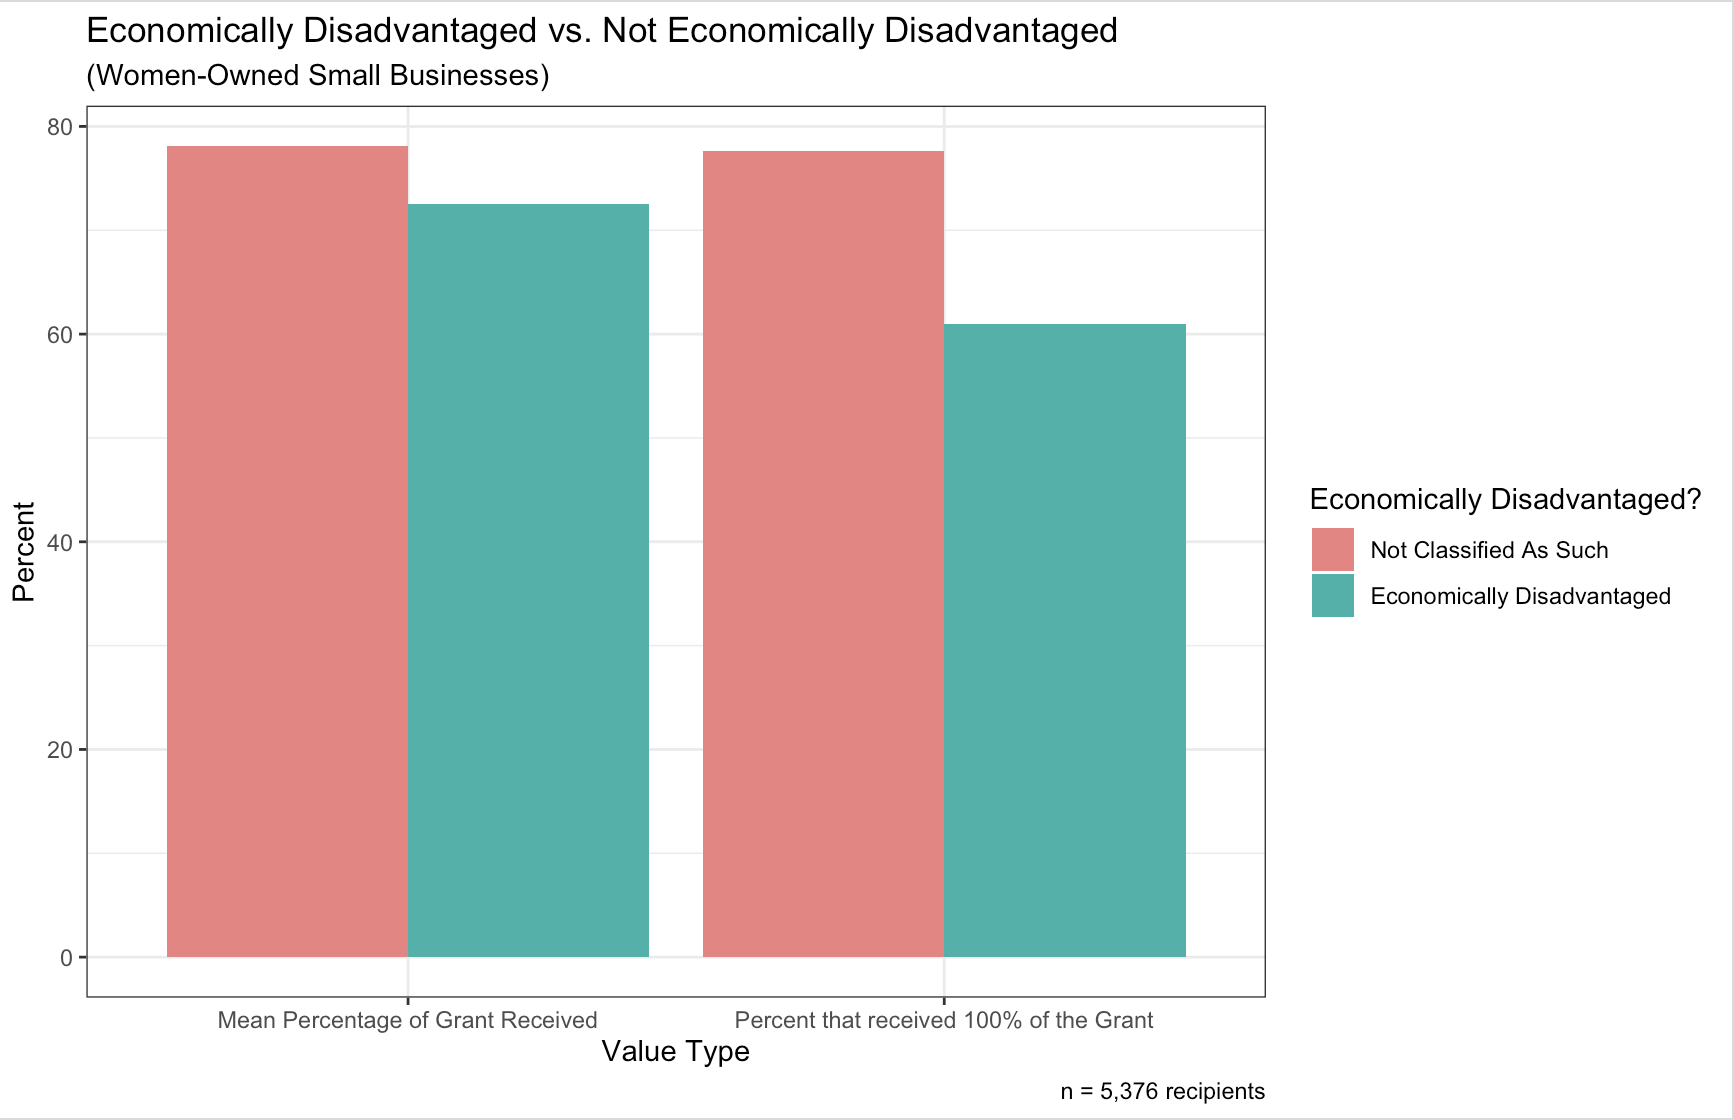 Economically Disadvantaged vs. Not Economically Disadvantaged
(Women-Owned Small Businesses)
80
60
40
20
0
Percent
Mean Percentage of Grant Received
Percent that received 100% of the Grant
Value Type
n = 5,376 recipients
Economically Disadvantaged?
Not Classified As Such
Economically Disadvantaged